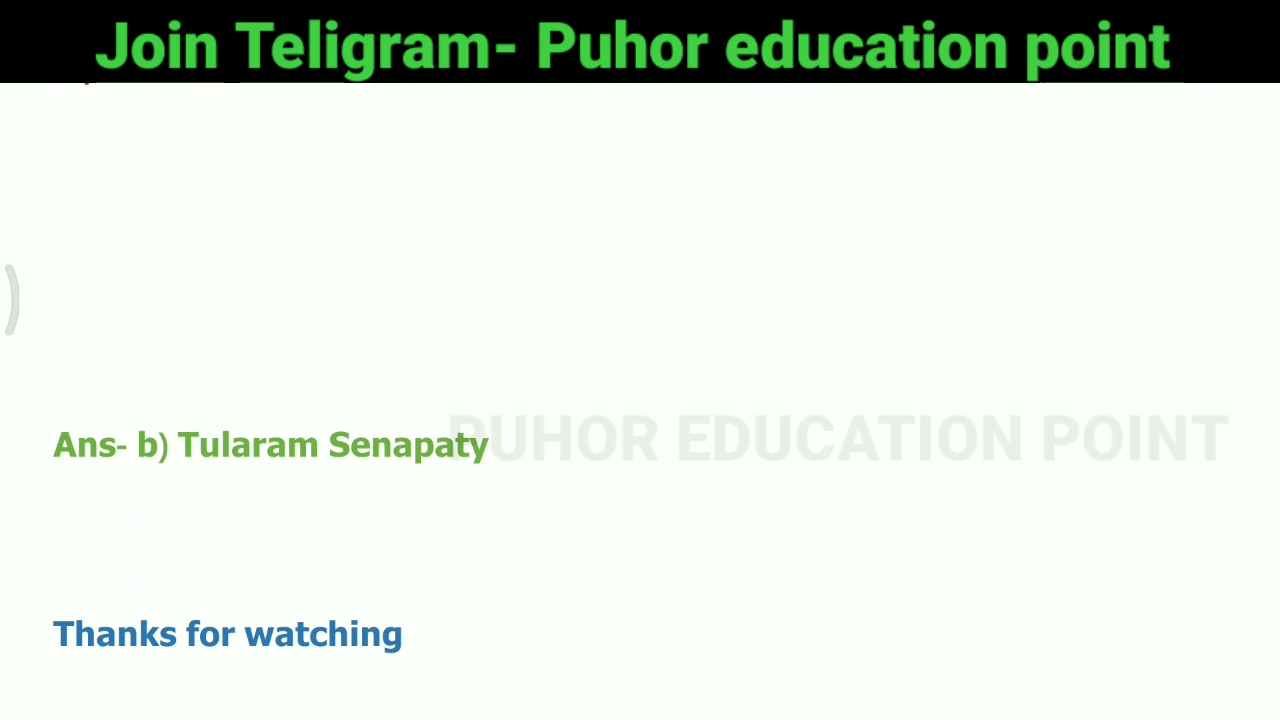 Join Teligram- Puhor education point
Ans- b) Tularam Senapaty
PUHOR EDUCATION POINT
Thanks for watching